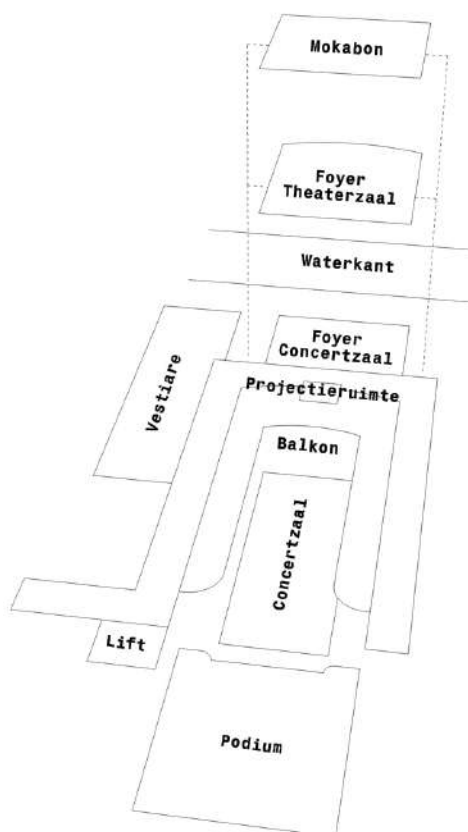 Mokabon
Foyer
Theaterzaal
Waterkant
Foyer
Concertzaal
Vestiare
Projectieruimte
Balkon
Concertzaal
Lift
Podium